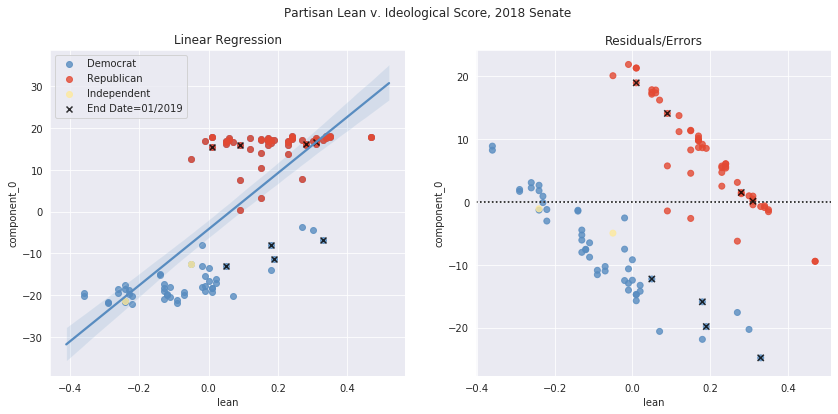 Partisan Lean v. Ideological Score, 2018 Senate
Linear Regression
Democrat
Republican
Independent
End Date=01/2019
30
20
10
0
−10
−20
−30
component_0
−0.4
−0.2
0.0
0.2
0.4
lean
Residuals/Errors
20
10
0
−10
−20
component_0
−0.4
−0.2
0.0
0.2
0.4
lean